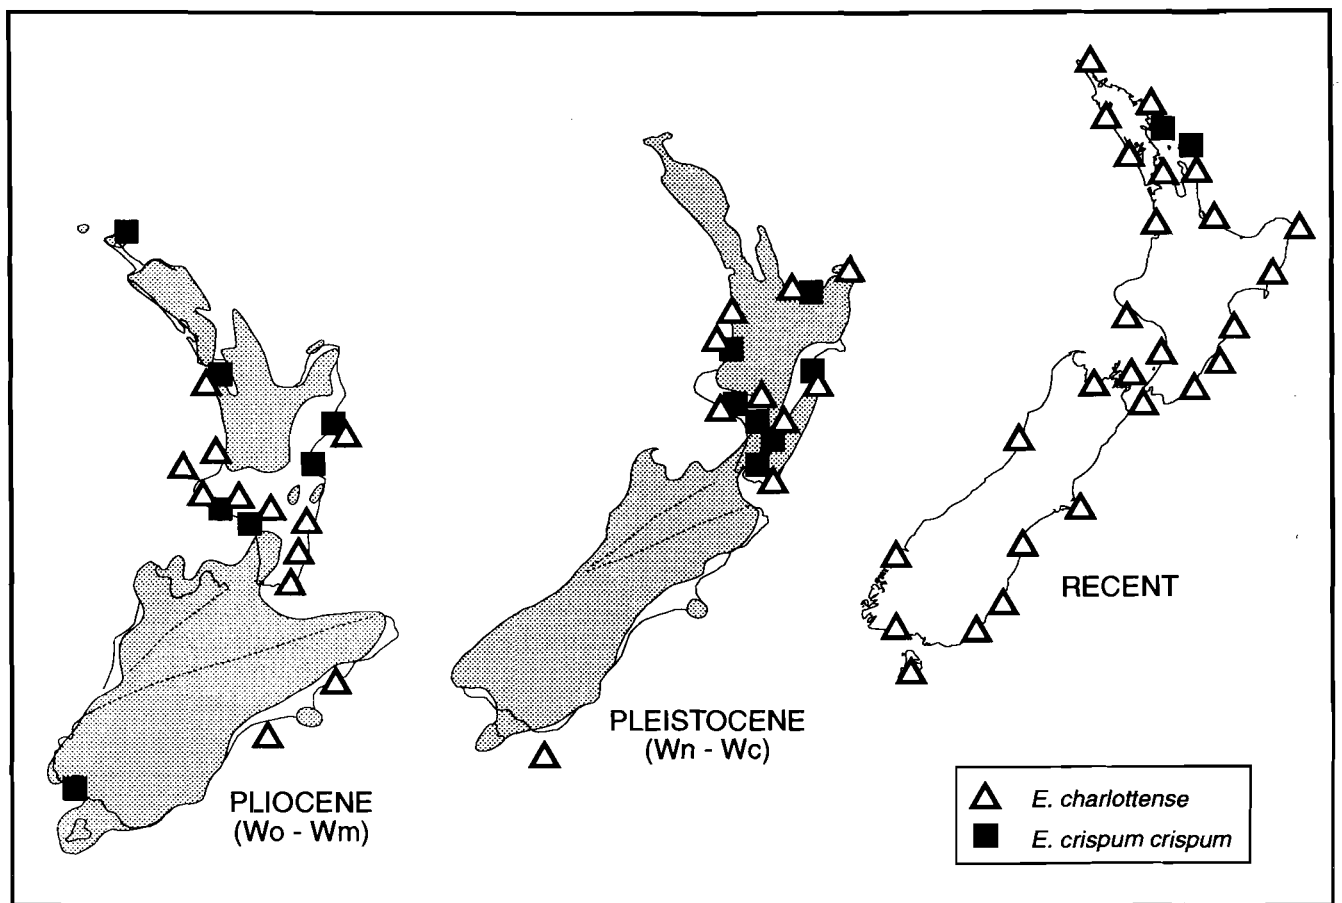 RECENT
PLEISTOCENE
(Wn - Wc)
PLIOCENE
(Wo - Wm)
E. charlottense
E. crispum crispum